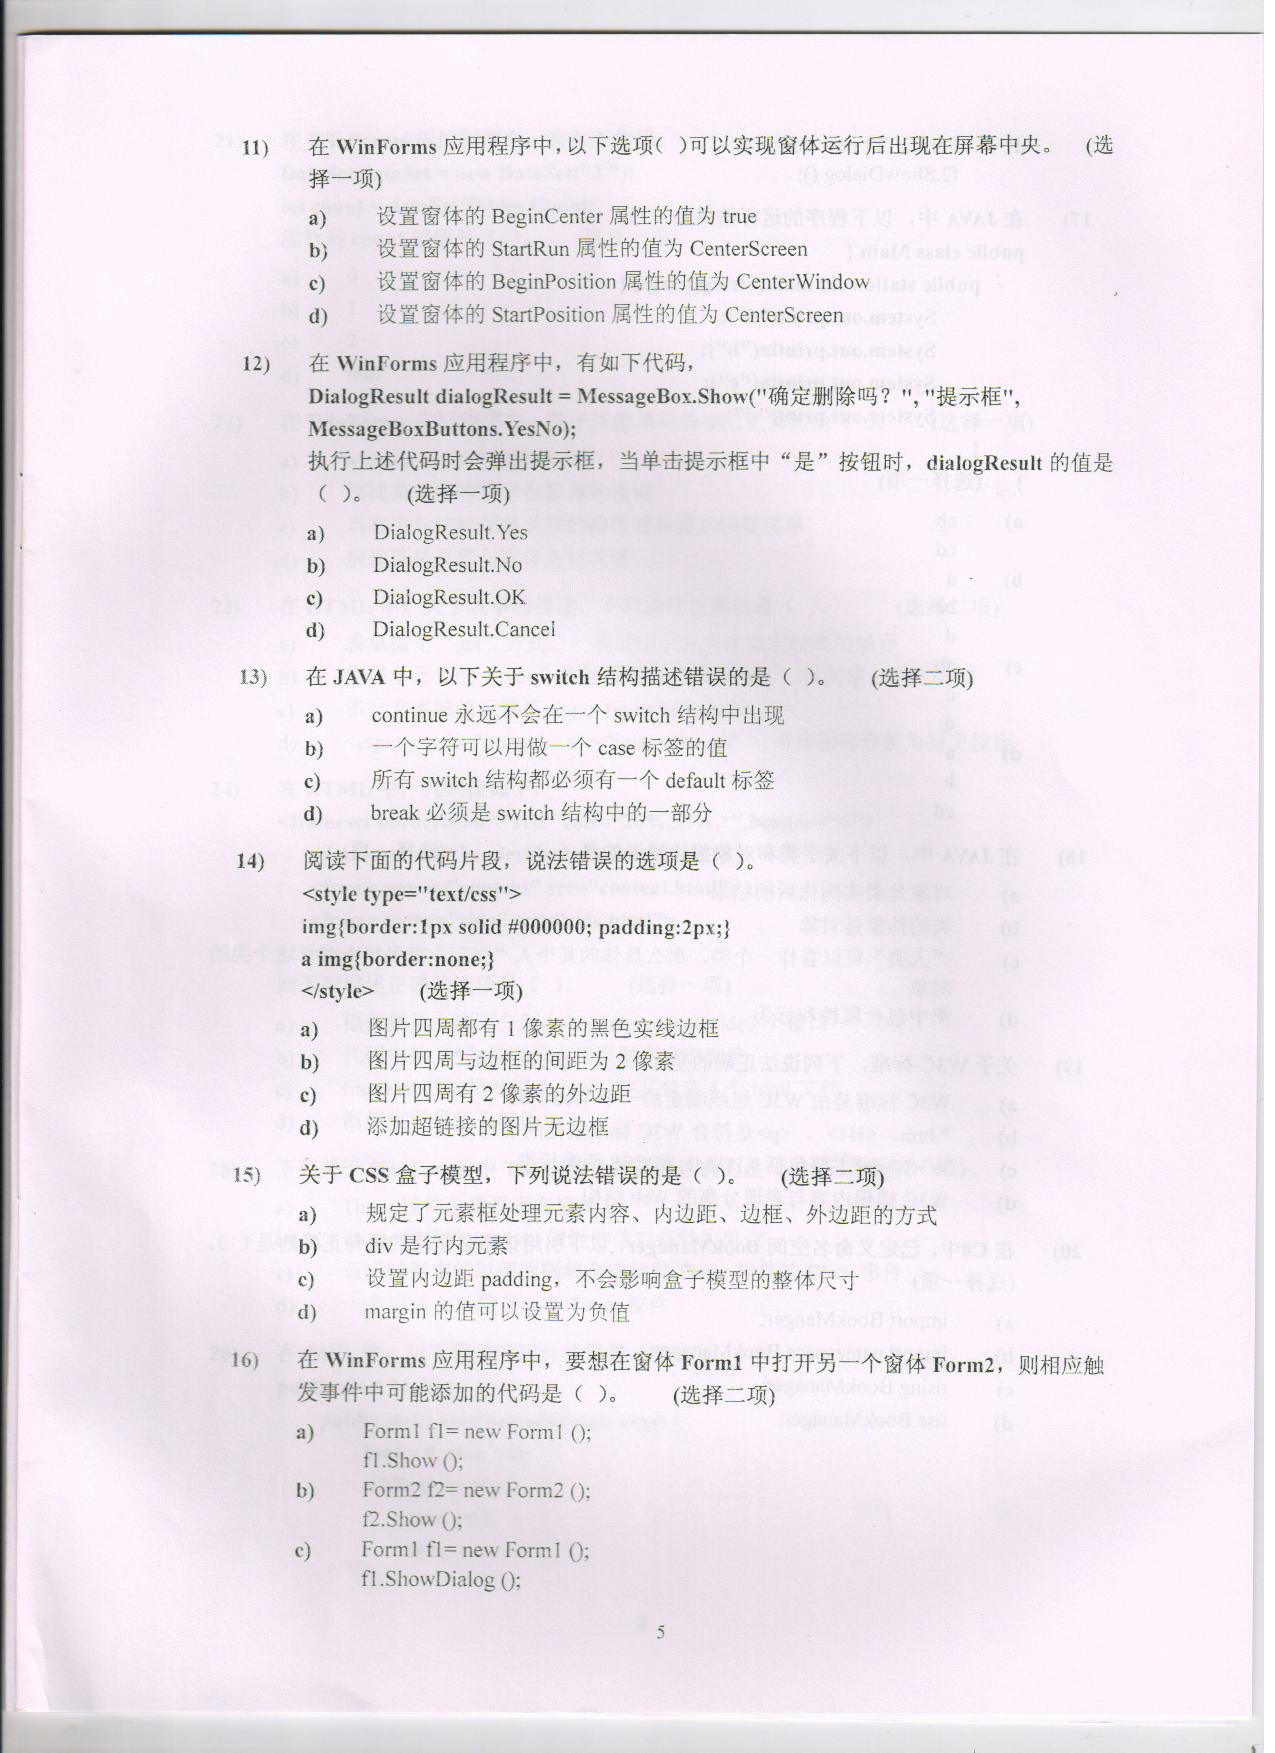 11) 在 WinForms 应用程序中，以下选项( )可以实现窗体运行后出现在屏幕中央。 (选
择一项)
a) 设置窗体的 BeginCenter 属性的值为 true
b) 设置窗体的 StartRun 属性的值为 CenterScreen
c) 设置窗体的 BeginPosition 属性的值为 CenterWindow
d) 设置窗体的 StartPosition 属性的值为 CenterScreen
12) 在 WinForms 应用程序中，有如下代码，
DialogResult dialogResult = MessageBox.Show("确定删除吗？", "提示框",
MessageBoxButtons.YesNo);
执行上述代码时会弹出提示框，当单击提示框中“是”按钮时，dialogResult 的值是
( )。 (选择一项)
a) DialogResult.Yes
b) DialogResult.No
c) DialogResult.OK
d) DialogResult.Cancel
13) 在 JAVA 中，以下关于 switch 结构描述错误的是 ( )。 (选择二项)
a) continue 永远不会在一个 switch 结构中出现
b) 一个字符可以用做一个 case 标签的值
c) 所有 switch 结构都必须有一个 default 标签
d) break 必须是 switch 结构中的一部分
14) 阅读下面的代码片段，说法错误的选项是 ( )。
<style type="text/css">
img{border:1px solid #000000; padding:2px;}
a img{border:none;}
</style> (选择一项)
a) 图片四周都有 1 像素的黑色实线边框
b) 图片四周与边框的间距为 2 像素
c) 图片四周有 2 像素的外边距
d) 添加超链接的图片无边框
15) 关于 CSS 盒子模型，下列说法错误的是 ( )。 (选择二项)
a) 规定了元素框处理元素内容、内边距、边框、外边距的方式
b) div 是行内元素
c) 设置内边距 padding，不会影响盒子模型的整体尺寸
d) margin 的值可以设置为负值
16) 在 WinForms 应用程序中，要想在窗体 Form1 中打开另一个窗体 Form2，则相应触
发事件中可能添加的代码是 ( )。 (选择二项)
a) Form1 f1= new Form1 ();
f1.Show ();
b) Form2 f2= new Form2 ();
f2.Show ();
c) Form1 f1= new Form1 ();
f1.ShowDialog ();
5